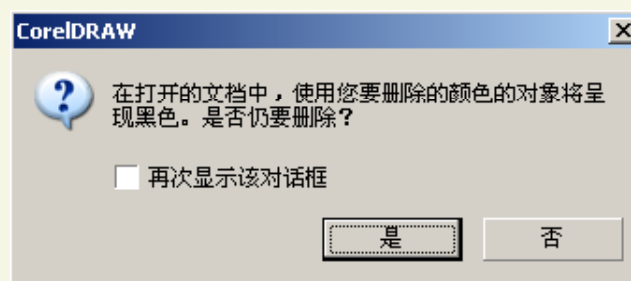 CorelDRAW
在打开的文档中，使用您要删除的颜色的对象将呈
现黑色。是否仍要删除？
再次显示该对话框
是
否